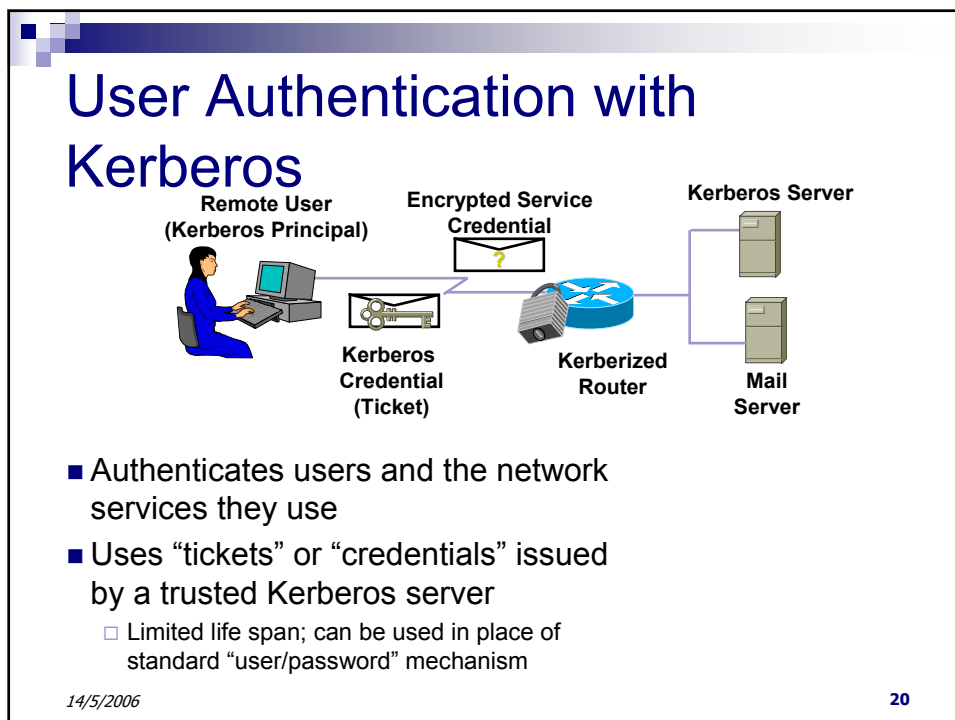 User Authentication with
Kerberos
Remote User
(Kerberos Principal)
Encrypted Service
Credential
?
Kerberos Server
Kerberos
Credential
(Ticket)
Kerberized
Router
Mail
Server
■ Authenticates users and the network
services they use
■ Uses “tickets” or “credentials” issued
by a trusted Kerberos server
□ Limited life span; can be used in place of
standard “user/password” mechanism
14/5/2006
20